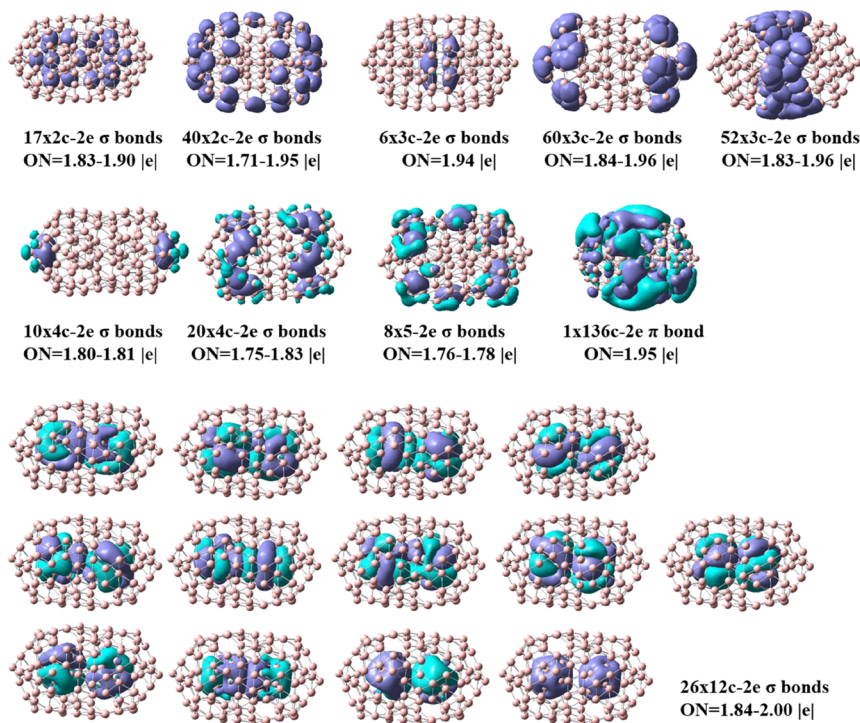 17x2c-2e σ bonds
ON=1.83-1.90 |e|
40x2c-2e σ bonds
ON=1.71-1.95 |e|
6x3c-2e σ bonds
ON=1.94 |e|
60x3c-2e σ bonds
ON=1.84-1.96 |e|
52x3c-2e σ bonds
ON=1.83-1.96 |e|
10x4c-2e σ bonds
ON=1.80-1.81 |e|
20x4c-2e σ bonds
ON=1.75-1.83 |e|
8x5-2e σ bonds
ON=1.76-1.78 |e|
1x136c-2e π bond
ON=1.95 |e|
26x12c-2e σ bonds
ON=1.84-2.00 |e|